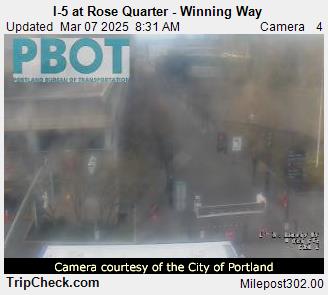 I-5 at Rose Quarter - Winning Way
Updated Mar 07 2025 8:31 AM Camera 4
PBOT
PORTLAND BUREAU OF TRANSPORTATION
Camera courtesy of the City of Portland
TripCheck.com Milepost302.00